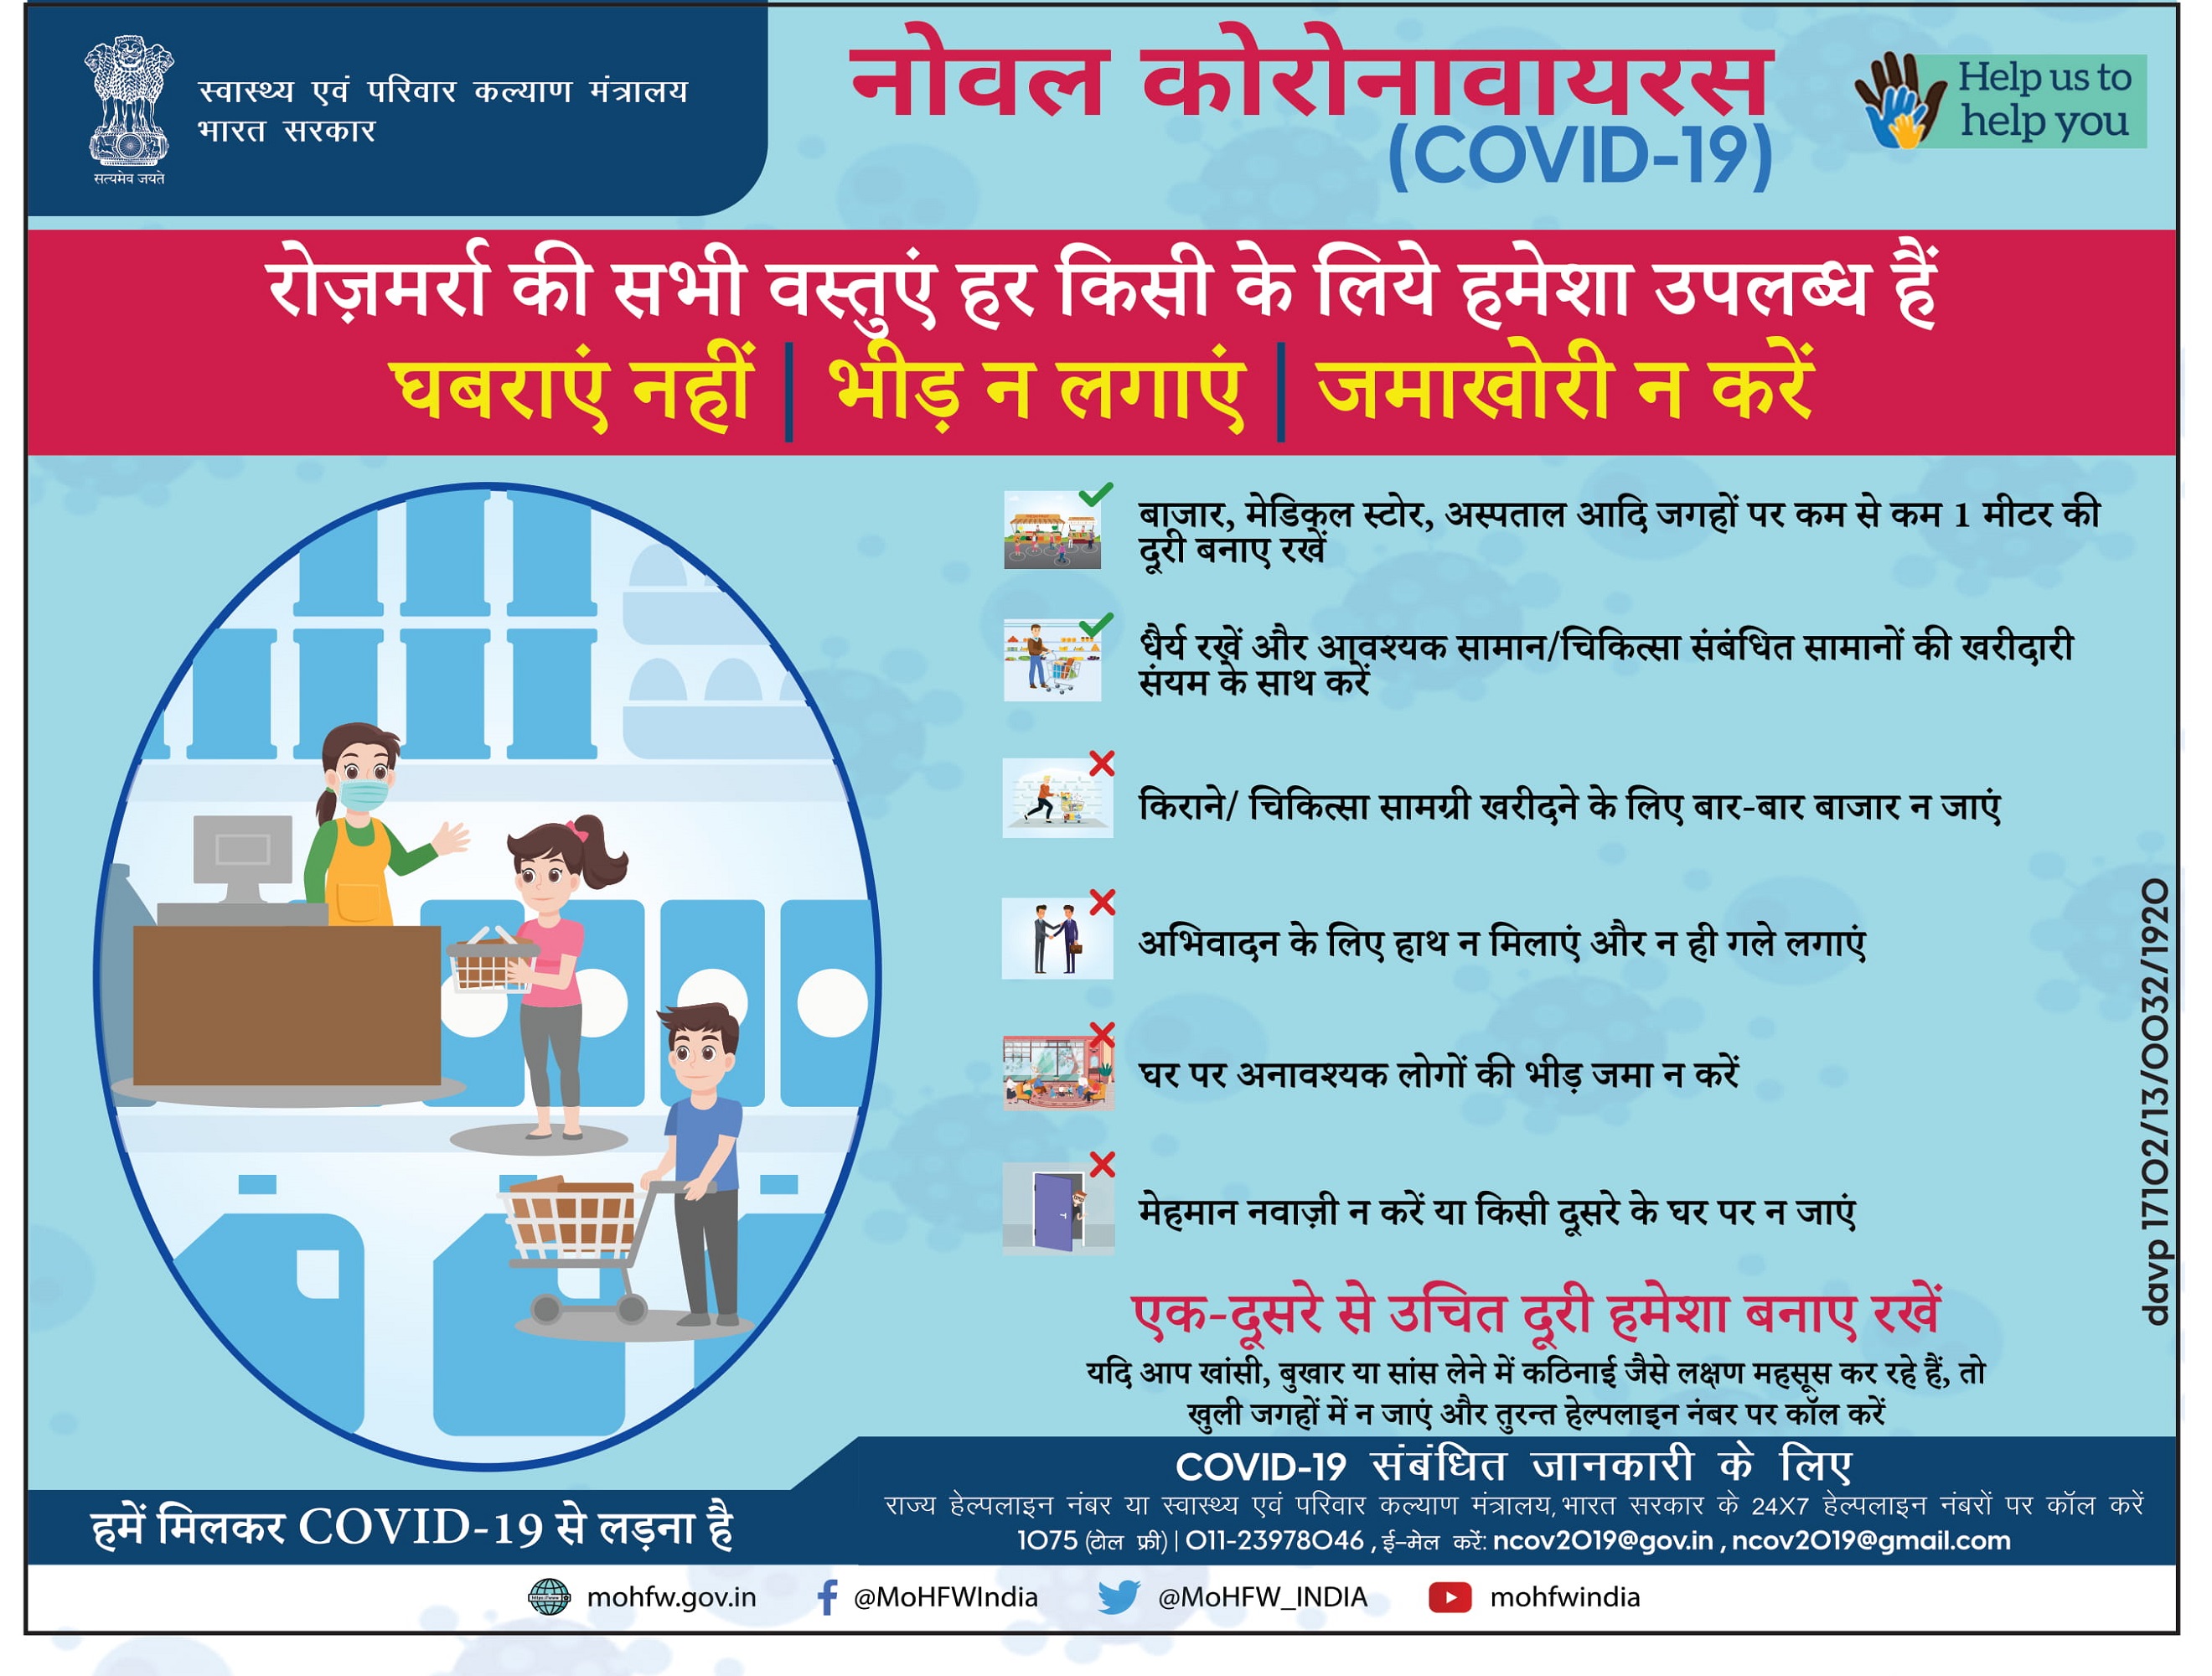 स्वास्थ्य एवं परिवार कल्याण मंत्रालय
भारत सरकार
सत्यमेव जयते
नोवल कोरोनावायरस
(COVID-19)
Help us to
help you
रोज़मर्रा की सभी वस्तुएं हर किसी के लिये हमेशा उपलब्ध हैं
घबराएं नहीं | भीड़ न लगाएं | जमाखोरी न करें
बाजार, मेडिकल स्टोर, अस्पताल आदि जगहों पर कम से कम 1 मीटर की
दूरी बनाए रखें
धैर्य रखें और आवश्यक सामान/चिकित्सा संबंधित सामानों की खरीदारी
संयम के साथ करें
किराने/ चिकित्सा सामग्री खरीदने के लिए बार-बार बाजार न जाएं
अभिवादन के लिए हाथ न मिलाएं और न ही गले लगाएं
घर पर अनावश्यक लोगों की भीड़ जमा न करें
मेहमान नवाज़ी न करें या किसी दूसरे के घर पर न जाएं
एक-दूसरे से उचित दूरी हमेशा बनाए रखें
यदि आप खांसी, बुखार या सांस लेने में कठिनाई जैसे लक्षण महसूस कर रहे हैं, तो
खुली जगहों में न जाएं और तुरन्त हेल्पलाइन नंबर पर कॉल करें
davp 17102/13/0032/1920
हमें मिलकर COVID-19 से लड़ना है
COVID-19 संबंधित जानकारी के लिए
राज्य हेल्पलाइन नंबर या स्वास्थ्य एवं परिवार कल्याण मंत्रालय, भारत सरकार के 24X7 हेल्पलाइन नंबरों पर कॉल करें
1075 (टोल फ्री) | 011-23978046 , ई-मेल करें: ncov2019@gov.in , ncov2019@gmail.com
mohfw.gov.in @MoHFWIndia @MoHFW_INDIA mohfwindia